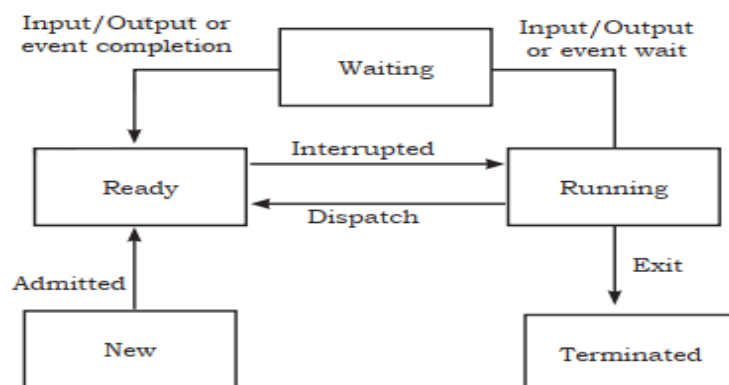 Input/Output or
event completion
Input/Output
or event wait
Waiting
Interrupted
Ready
Running
Dispatch
Admitted
Exit
New
Terminated